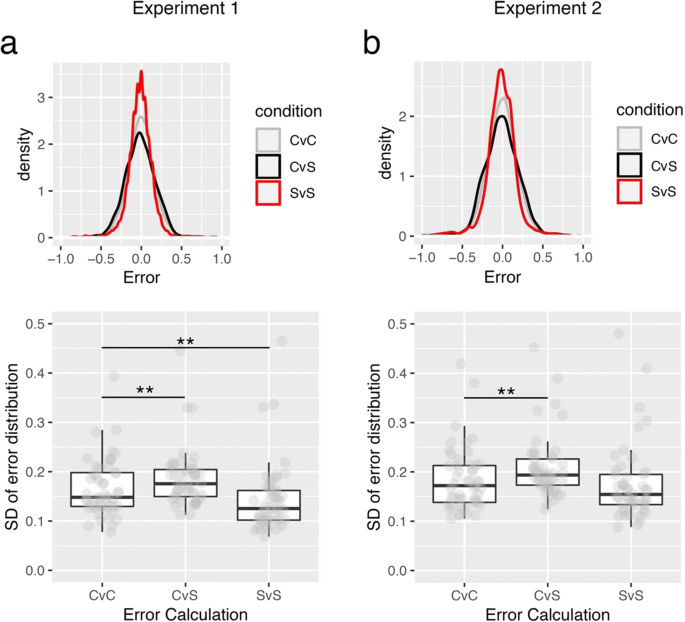 Experiment 1
Experiment 2
a
3
2
1
0
density
−1.0 −0.5 0.0 0.5 1.0
Error
condition
CvC
CvS
SvS
b
2
1
0
density
−1.0 −0.5 0.0 0.5 1.0
Error
condition
CvC
CvS
SvS
0.5
0.4
0.3
0.2
0.1
0.0
SD of error distribution
**
**
CvC CvS SvS
Error Calculation
0.5
0.4
0.3
0.2
0.1
0.0
SD of error distribution
**
CvC CvS SvS
Error Calculation